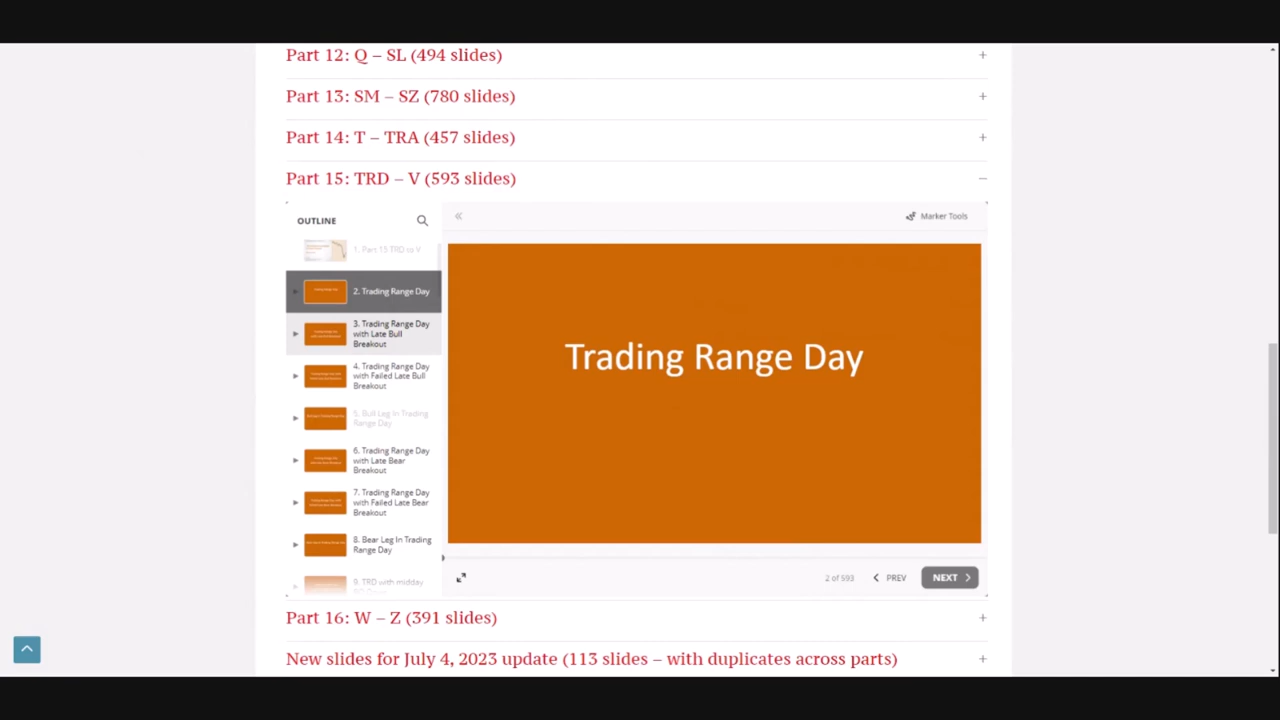 Part 12: Q – SL (494 slides)
Part 13: SM – SZ (780 slides)
Part 14: T – TRA (457 slides)
Part 15: TRD – V (593 slides)
OUTLINE
Marker Tools
1. Part 15 TRD to V
2. Trading Range Day
3. Trading Range Day
with Late Bull
Breakout
4. Trading Range Day
with Failed Late Bull
Breakout
5. Bull Leg In Trading
Range Day
6. Trading Range Day
with Late Bear
Breakout
7. Trading Range Day
with Failed Late Bear
Breakout
8. Bear Leg In Trading
Range Day
9. TRD with midday
Trading Range Day
2 of 593
PREV
NEXT
Part 16: W – Z (391 slides)
New slides for July 4, 2023 update (113 slides – with duplicates across parts)